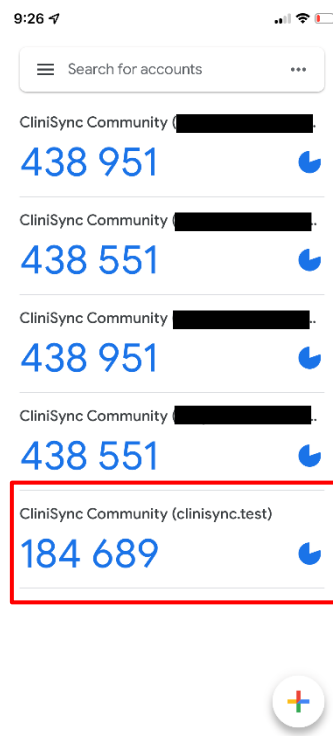 9:26
Search for accounts
CliniSync Community (
438 951
CliniSync Community (
438 551
CliniSync Community (
438 951
CliniSync Community (
438 551
CliniSync Community (clinisync.test)
184 689